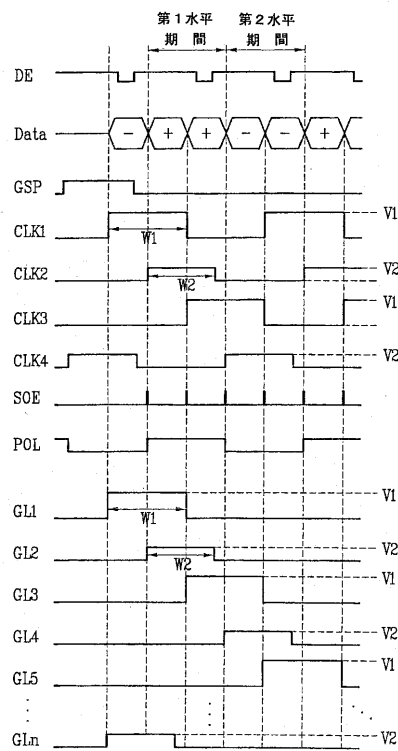 第1水平 第2水平
期 間 期 間
DE
Data - + + - - +
GSP
CLK1 W1 V1
CLK2 W2 V2
CLK3 V1
CLK4 V2
SOE
POL
GL1 W1 V1
GL2 W2 V2
GL3 V1
GL4 V2
GL5 V1
GLn V2